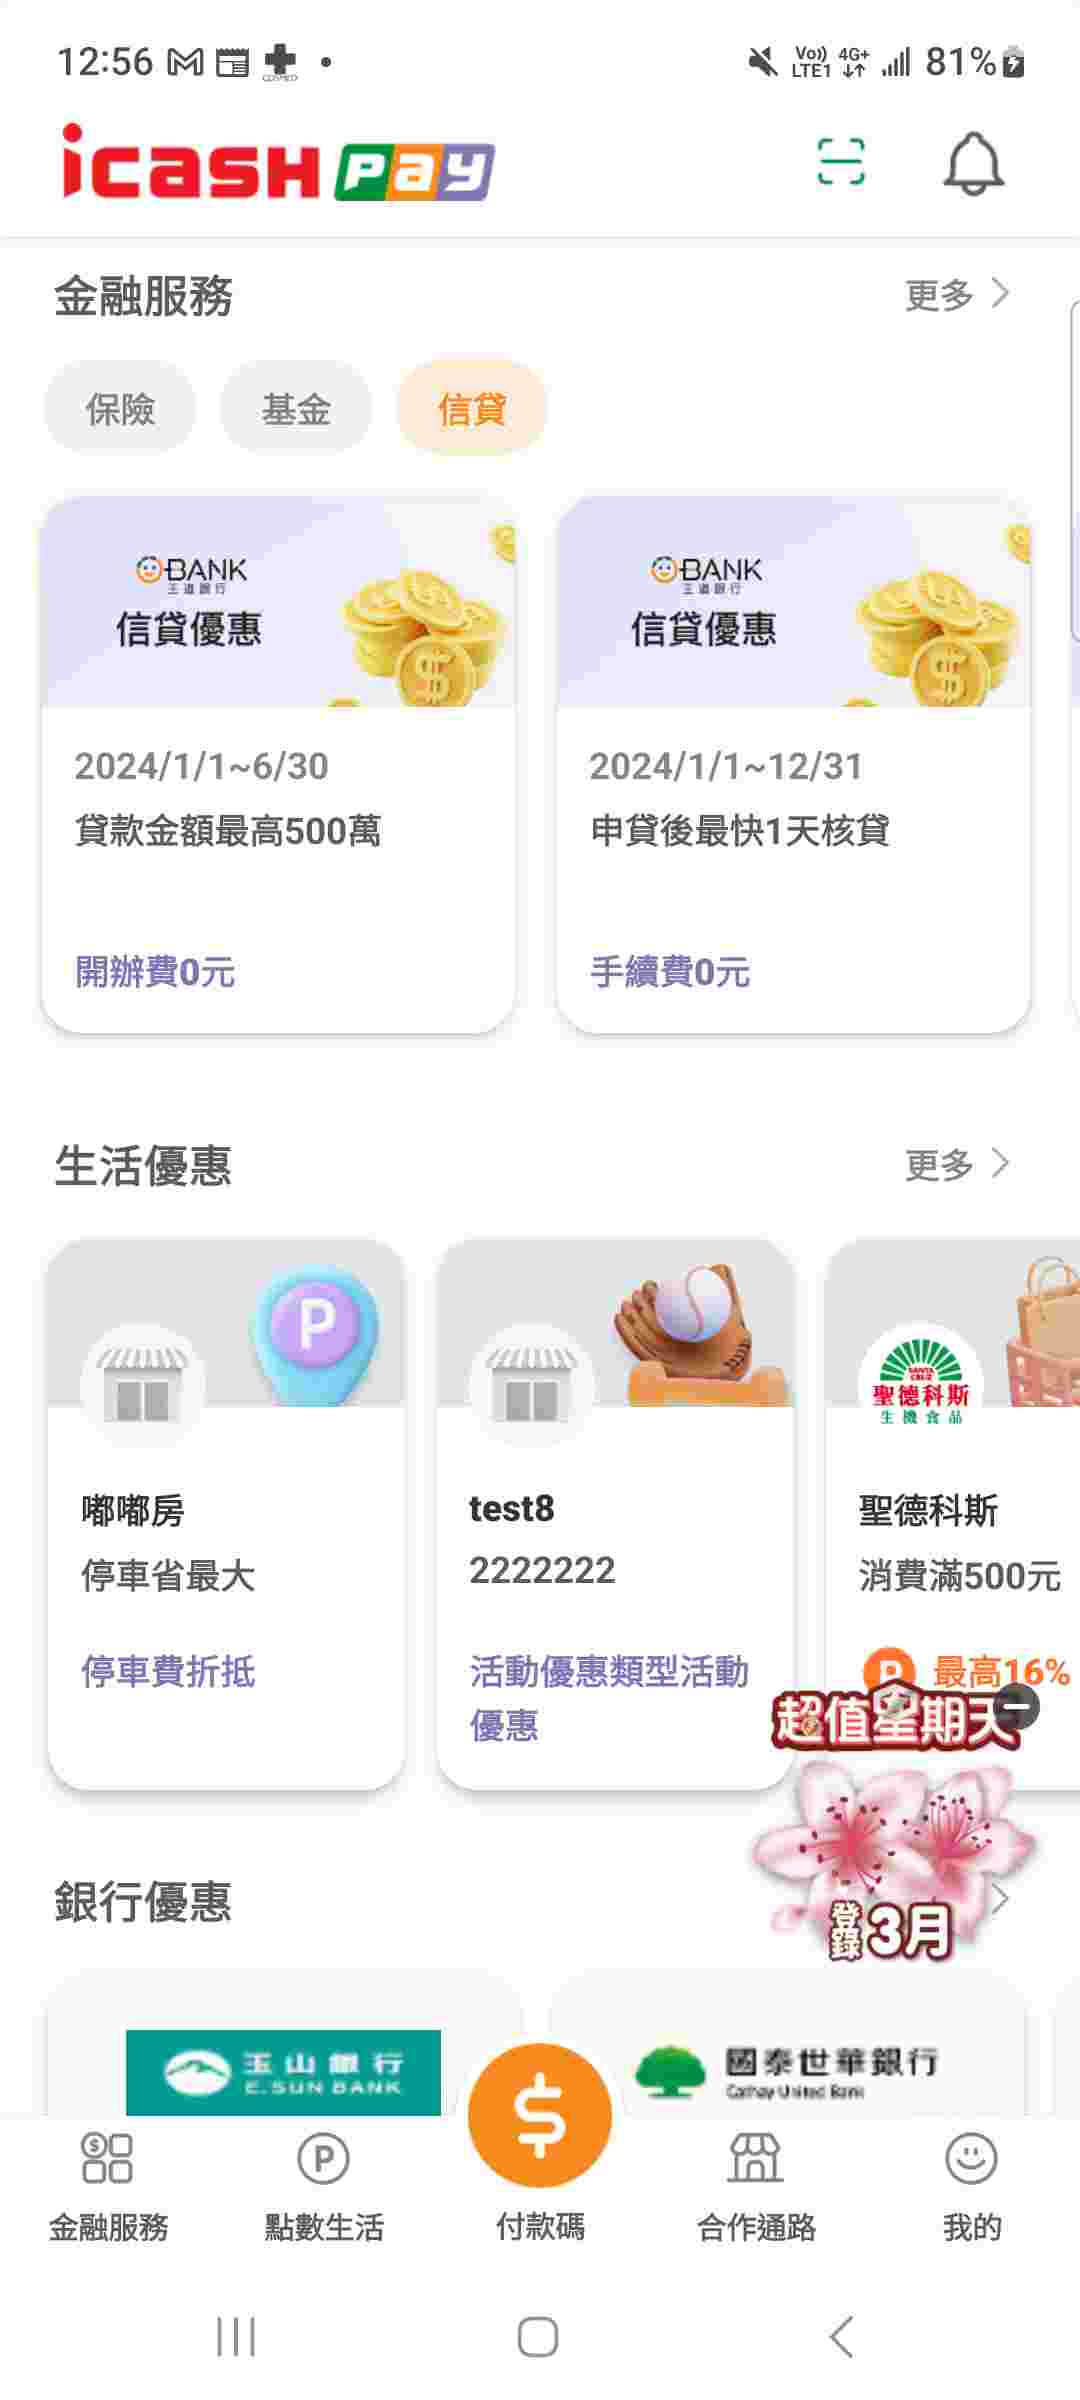 12:56
COSMED
Vo))
LTE1
4G+
81%
icash pay
金融服務
更多
保險
基金
信貸
O-BANK
王道銀行
信貸優惠
2024/1/1~6/30
貸款金額最高500萬
開辦費0元
O-BANK
王道銀行
信貸優惠
2024/1/1~12/31
申貸後最快1天核貸
手續費0元
生活優惠
更多
P
嘟嘟房
停車省最大
停車費折抵
test8
2222222
活動優惠類型活動
優惠
SANTA
CRUZ
聖德科斯
生機食品
聖德科斯
消費滿500元
P 最高16%
超值星期天
登錄3月
銀行優惠
玉山銀行
E.SUN BANK
國泰世華銀行
Cathay United Bank
金融服務
點數生活
付款碼
合作通路
我的